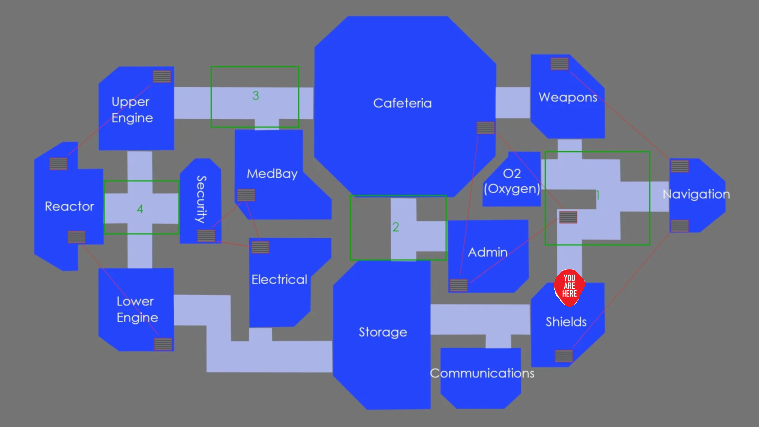 Upper
Engine
3
Cafeteria
Weapons
MedBay
O2
(Oxygen)
Security
Reactor
4
2
1
Navigation
Admin
Electrical
YOU
ARE
HERE
Lower
Engine
Storage
Shields
Communications